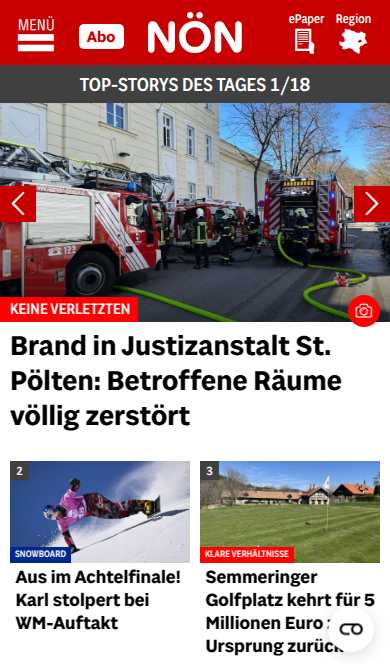 MENÜ
Abo
NÖN
ePaper
Region
TOP-STORYS DES TAGES 1/18
122
KEINE VERLETZTEN
Brand in Justizanstalt St.
Pölten: Betroffene Räume
völlig zerstört
2
SNOWBOARD
Aus im Achtelfinale!
Karl stolpert bei
WM-Auftakt
3
KLARE VERHÄLTNISSE
Semmeringer
Golfplatz kehrt für 5
Millionen Euro
Ursprung zurück